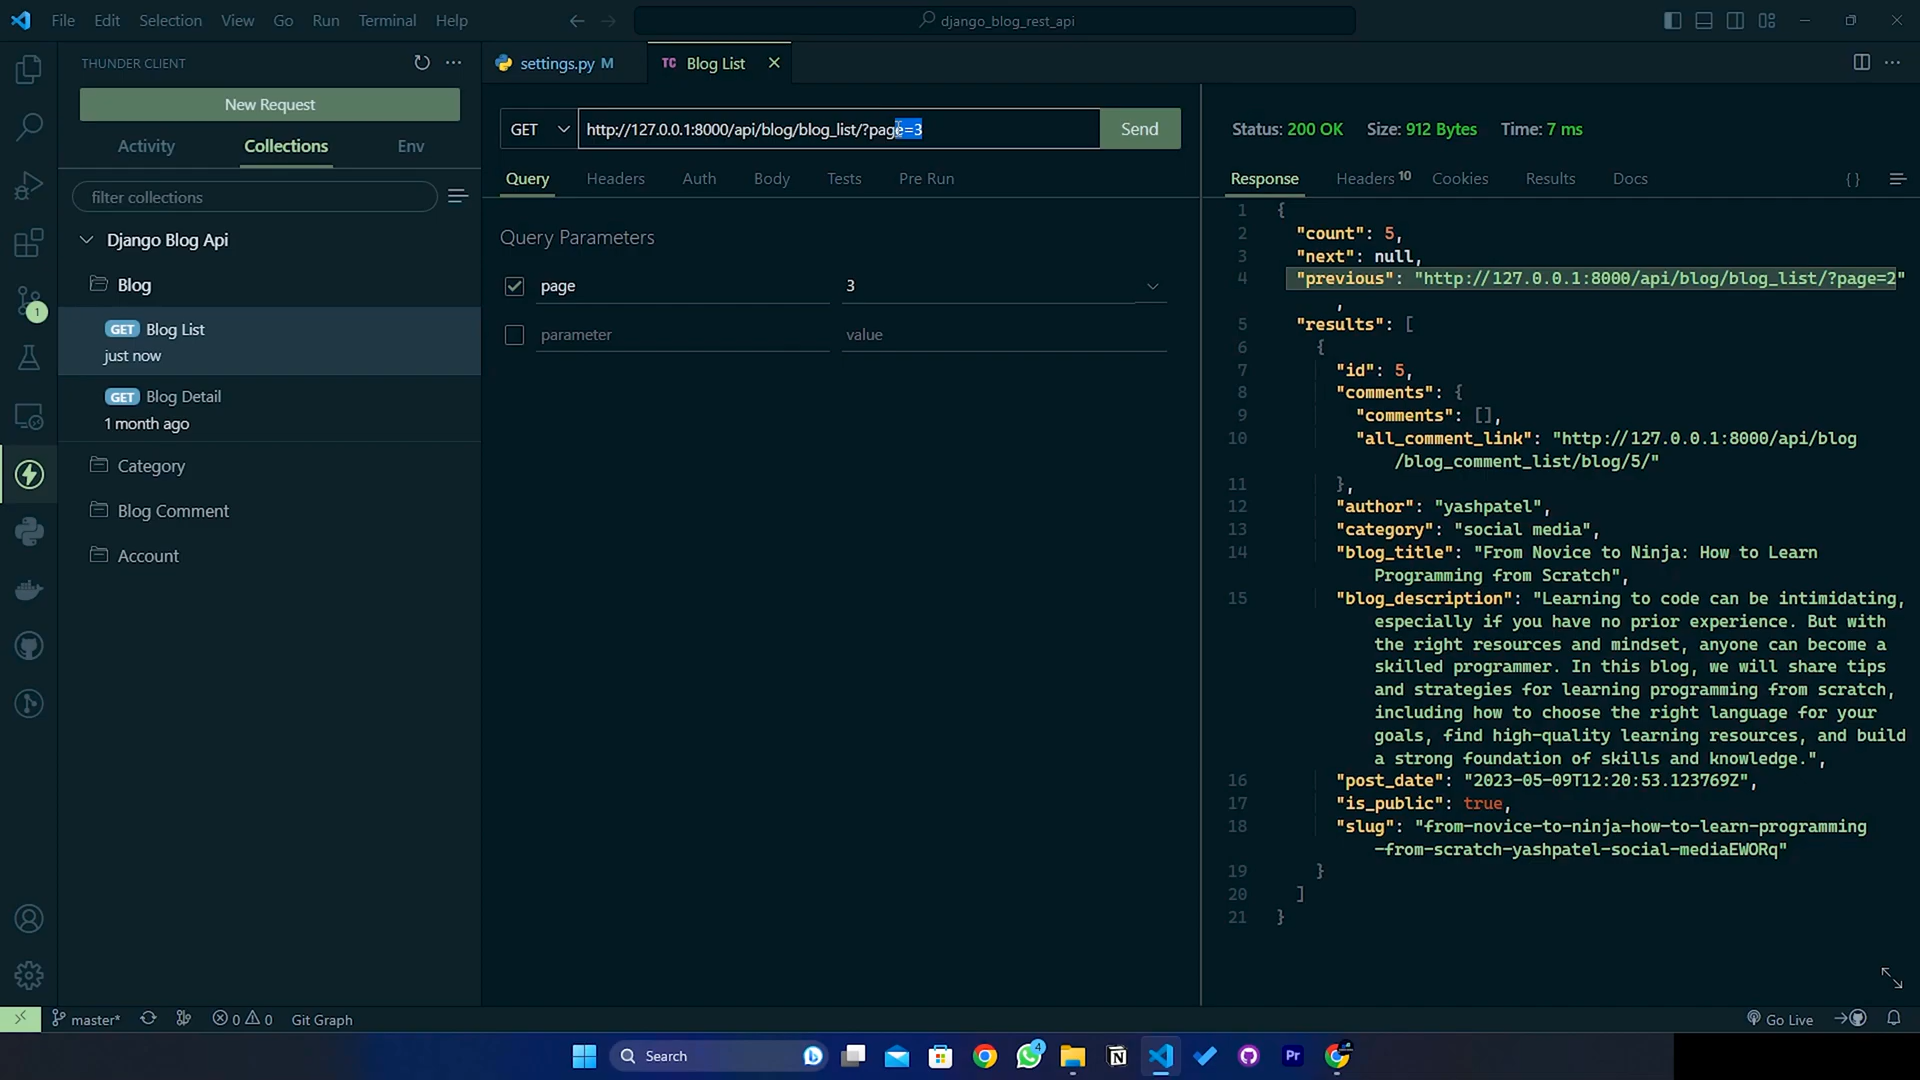 File Edit Selection View Go Run Terminal Help
django_blog_rest_api
THUNDER CLIENT
New Request
Activity Collections Env
filter collections
Django Blog Api
Blog
GET Blog List
just now
GET Blog Detail
1 month ago
Category
Blog Comment
Account
1
settings.py M
TC Blog List
GET http://127.0.0.1:8000/api/blog/blog_list/?page=3 Send
Query Headers Auth Body Tests Pre Run
Query Parameters
page 3
parameter value
Status: 200 OK Size: 912 Bytes Time: 7 ms
Response Headers 10 Cookies Results Docs { }
1 {
2 "count": 5,
3 "next": null,
4 "previous": "http://127.0.0.1:8000/api/blog/blog_list/?page=2"
,
5 "results": [
6 {
7 "id": 5,
8 "comments": {
9 "comments": [],
10 "all_comment_link": "http://127.0.0.1:8000/api/blog
/blog_comment_list/blog/5/"
11 },
12 "author": "yashpatel",
13 "category": "social media",
14 "blog_title": "From Novice to Ninja: How to Learn
Programming from Scratch",
15 "blog_description": "Learning to code can be intimidating,
especially if you have no prior experience. But with
the right resources and mindset, anyone can become a
skilled programmer. In this blog, we will share tips
and strategies for learning programming from scratch,
including how to choose the right language for your
goals, find high-quality learning resources, and build
a strong foundation of skills and knowledge.",
16 "post_date": "2023-05-09T12:20:53.123769Z",
17 "is_public": true,
18 "slug": "from-novice-to-ninja-how-to-learn-programming
-from-scratch-yashpatel-social-mediaEWORq"
19 }
20 ]
21 }
master* 0 0 Git Graph
Go Live
Search
4
N
Pr